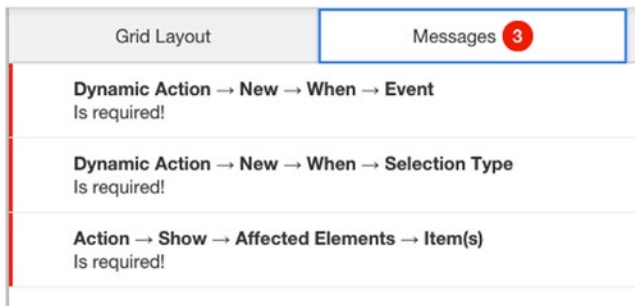 Grid Layout
Messages 3
Dynamic Action → New → When → Event
Is required!
Dynamic Action → New → When → Selection Type
Is required!
Action → Show → Affected Elements → Item(s)
Is required!